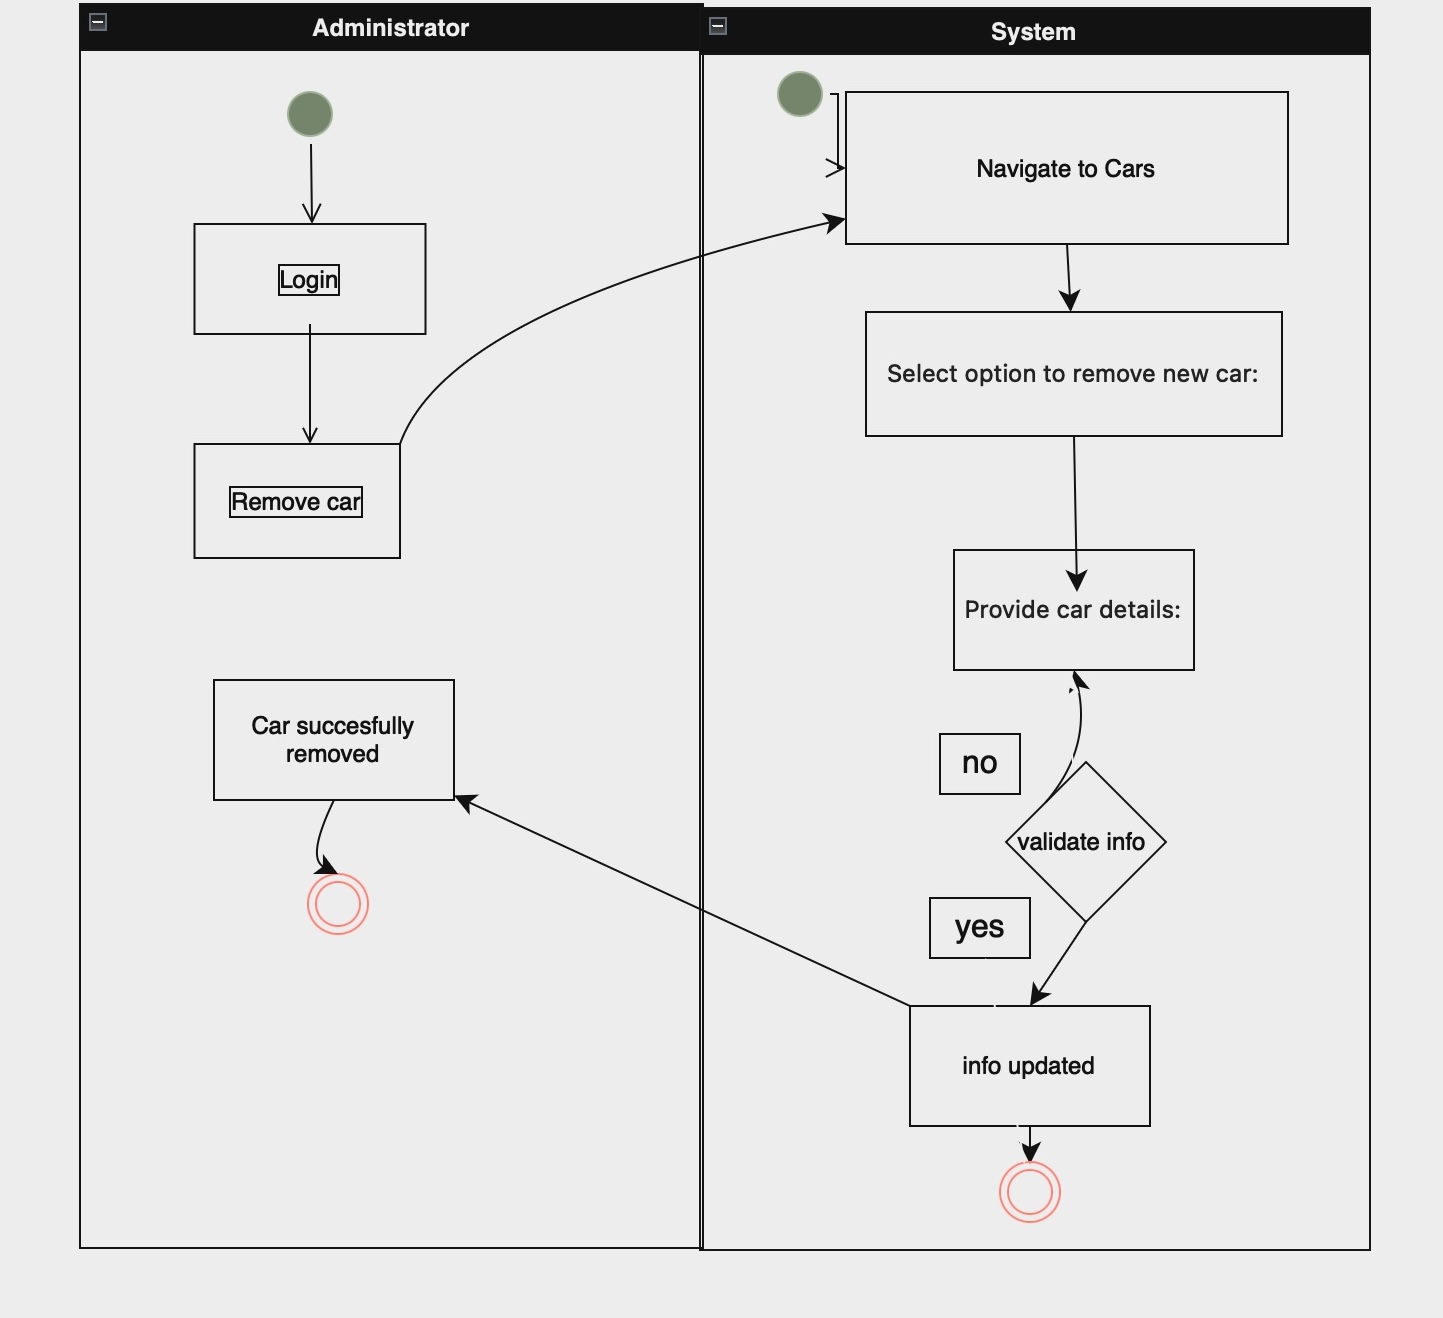 Administrator
System
Login
Remove car
Car succesfully
removed
Navigate to Cars
Select option to remove new car:
Provide car details:
no
validate info
yes
info updated